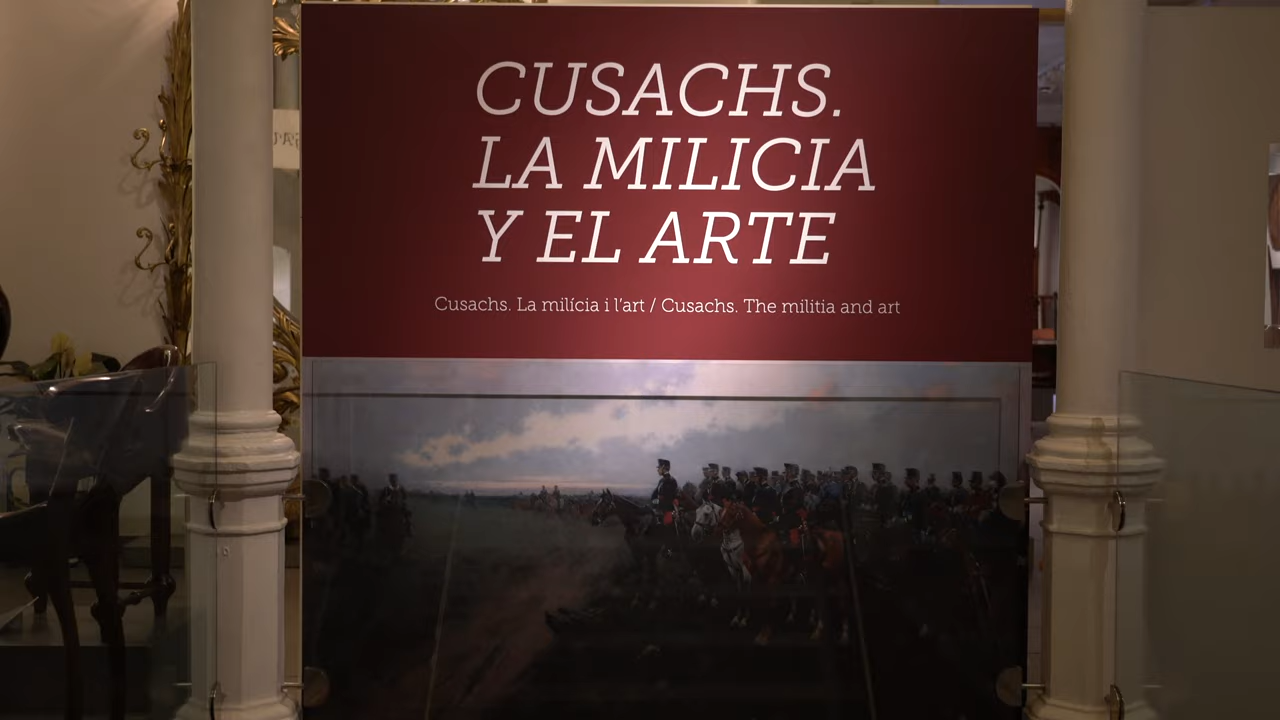 CUSACHS.
LA MILICIA
Y EL ARTE
Cusachs. La milícia i l'art / Cusachs. The militia and art